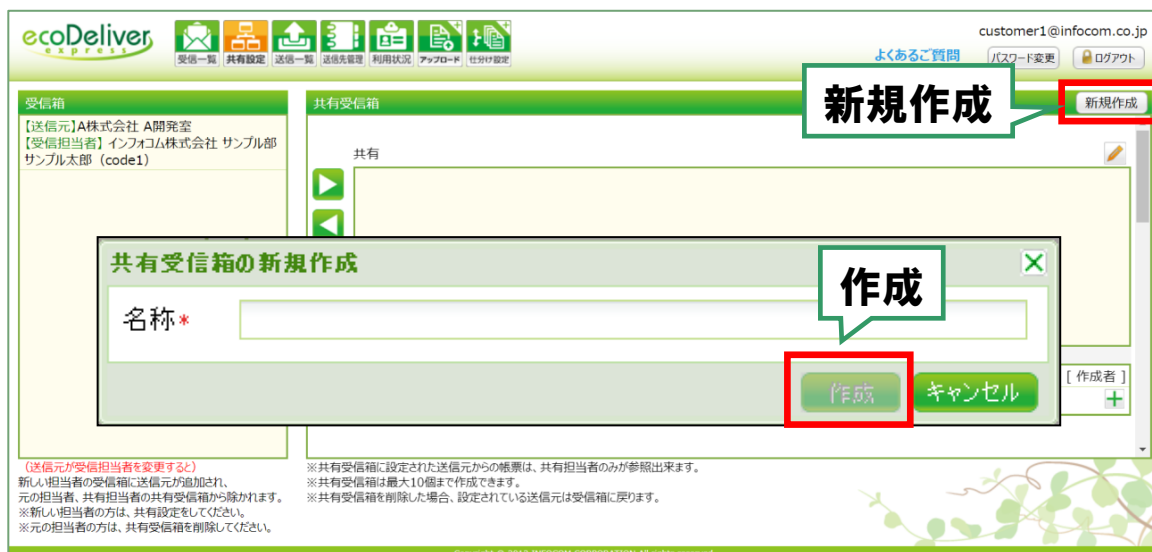 ecoDeliver
express
受信一覧
共有設定
送信一覧
送信先管理
利用状況
アップロード
仕分け設定
customer1@infocom.co.jp
よくあるご質問
パスワード変更
ログアウト
受信箱
共有受信箱
新規作成
新規作成
【送信元】A株式会社 A開発室
【受信担当者】インフォコム株式会社 サンプル部
サンプル太郎（code1）
共有
共有受信箱の新規作成
名称*
作成
作成
キャンセル
[ 作成者 ]
（送信元が受信担当者を変更すると）
新しい担当者の受信箱に送信元が追加され、
元の担当者、共有担当者の共有受信箱から除かれます。
※新しい担当者の方は、共有設定をしてください。
※元の担当者の方は、共有受信箱を削除してください。
※共有受信箱に設定された送信元からの帳票は、共有担当者のみが参照出来ます。
※共有受信箱は最大10個まで作成できます。
※共有受信箱を削除した場合、設定されている送信元は受信箱に戻ります。